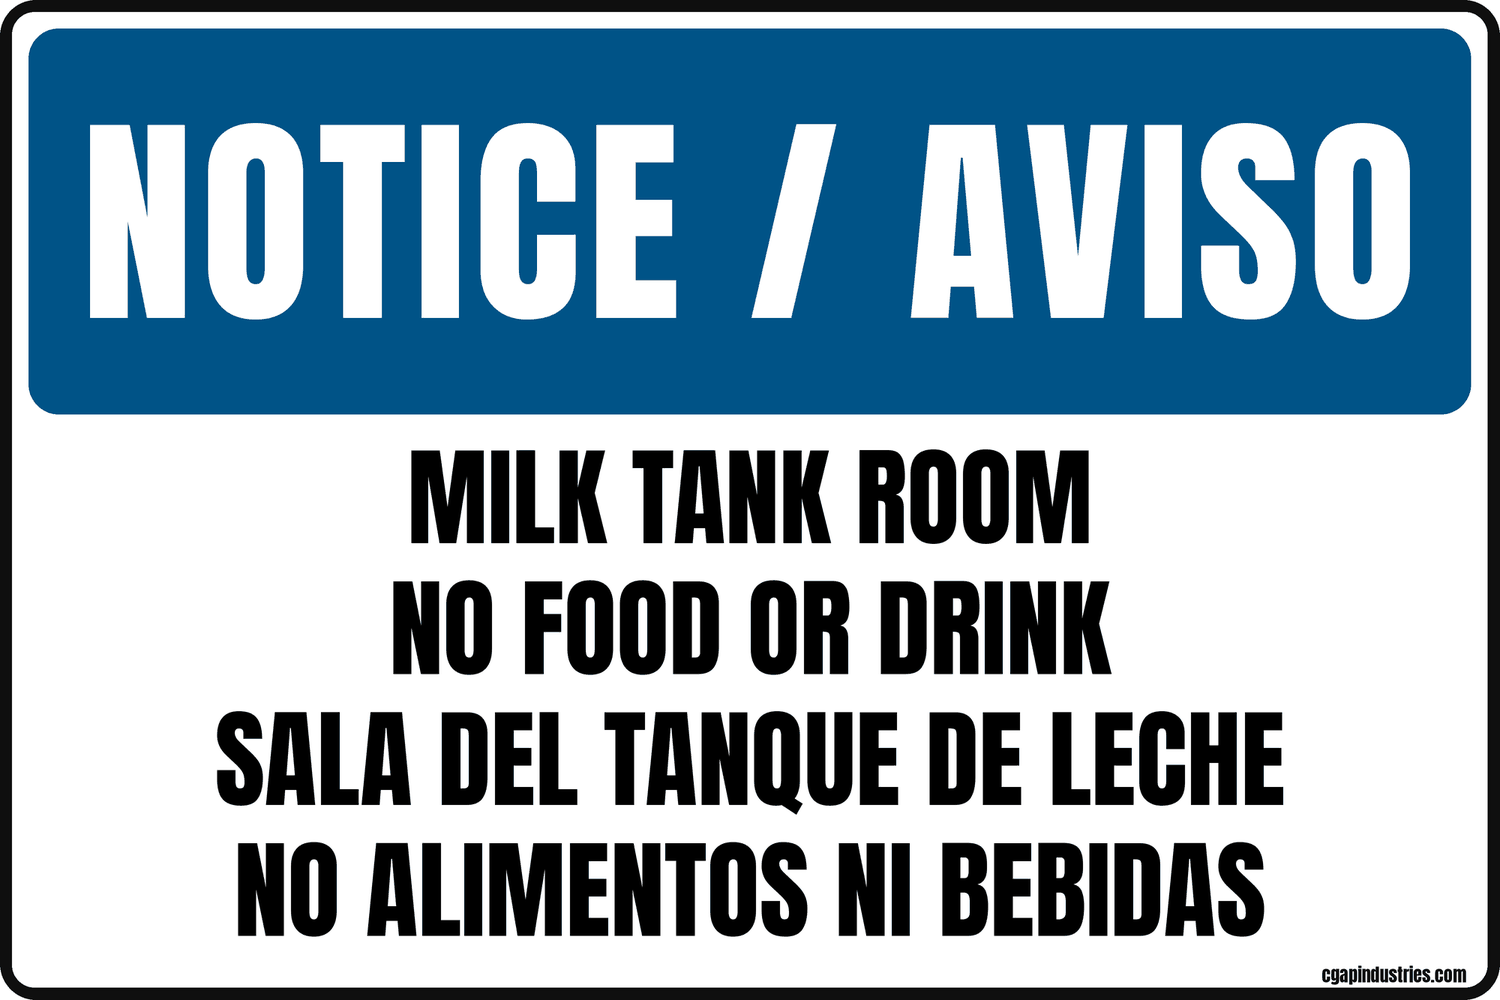 NOTICE / AVISO
MILK TANK ROOM
NO FOOD OR DRINK
SALA DEL TANQUE DE LECHE
NO ALIMENTOS NI BEBIDAS
cgapindustries.com